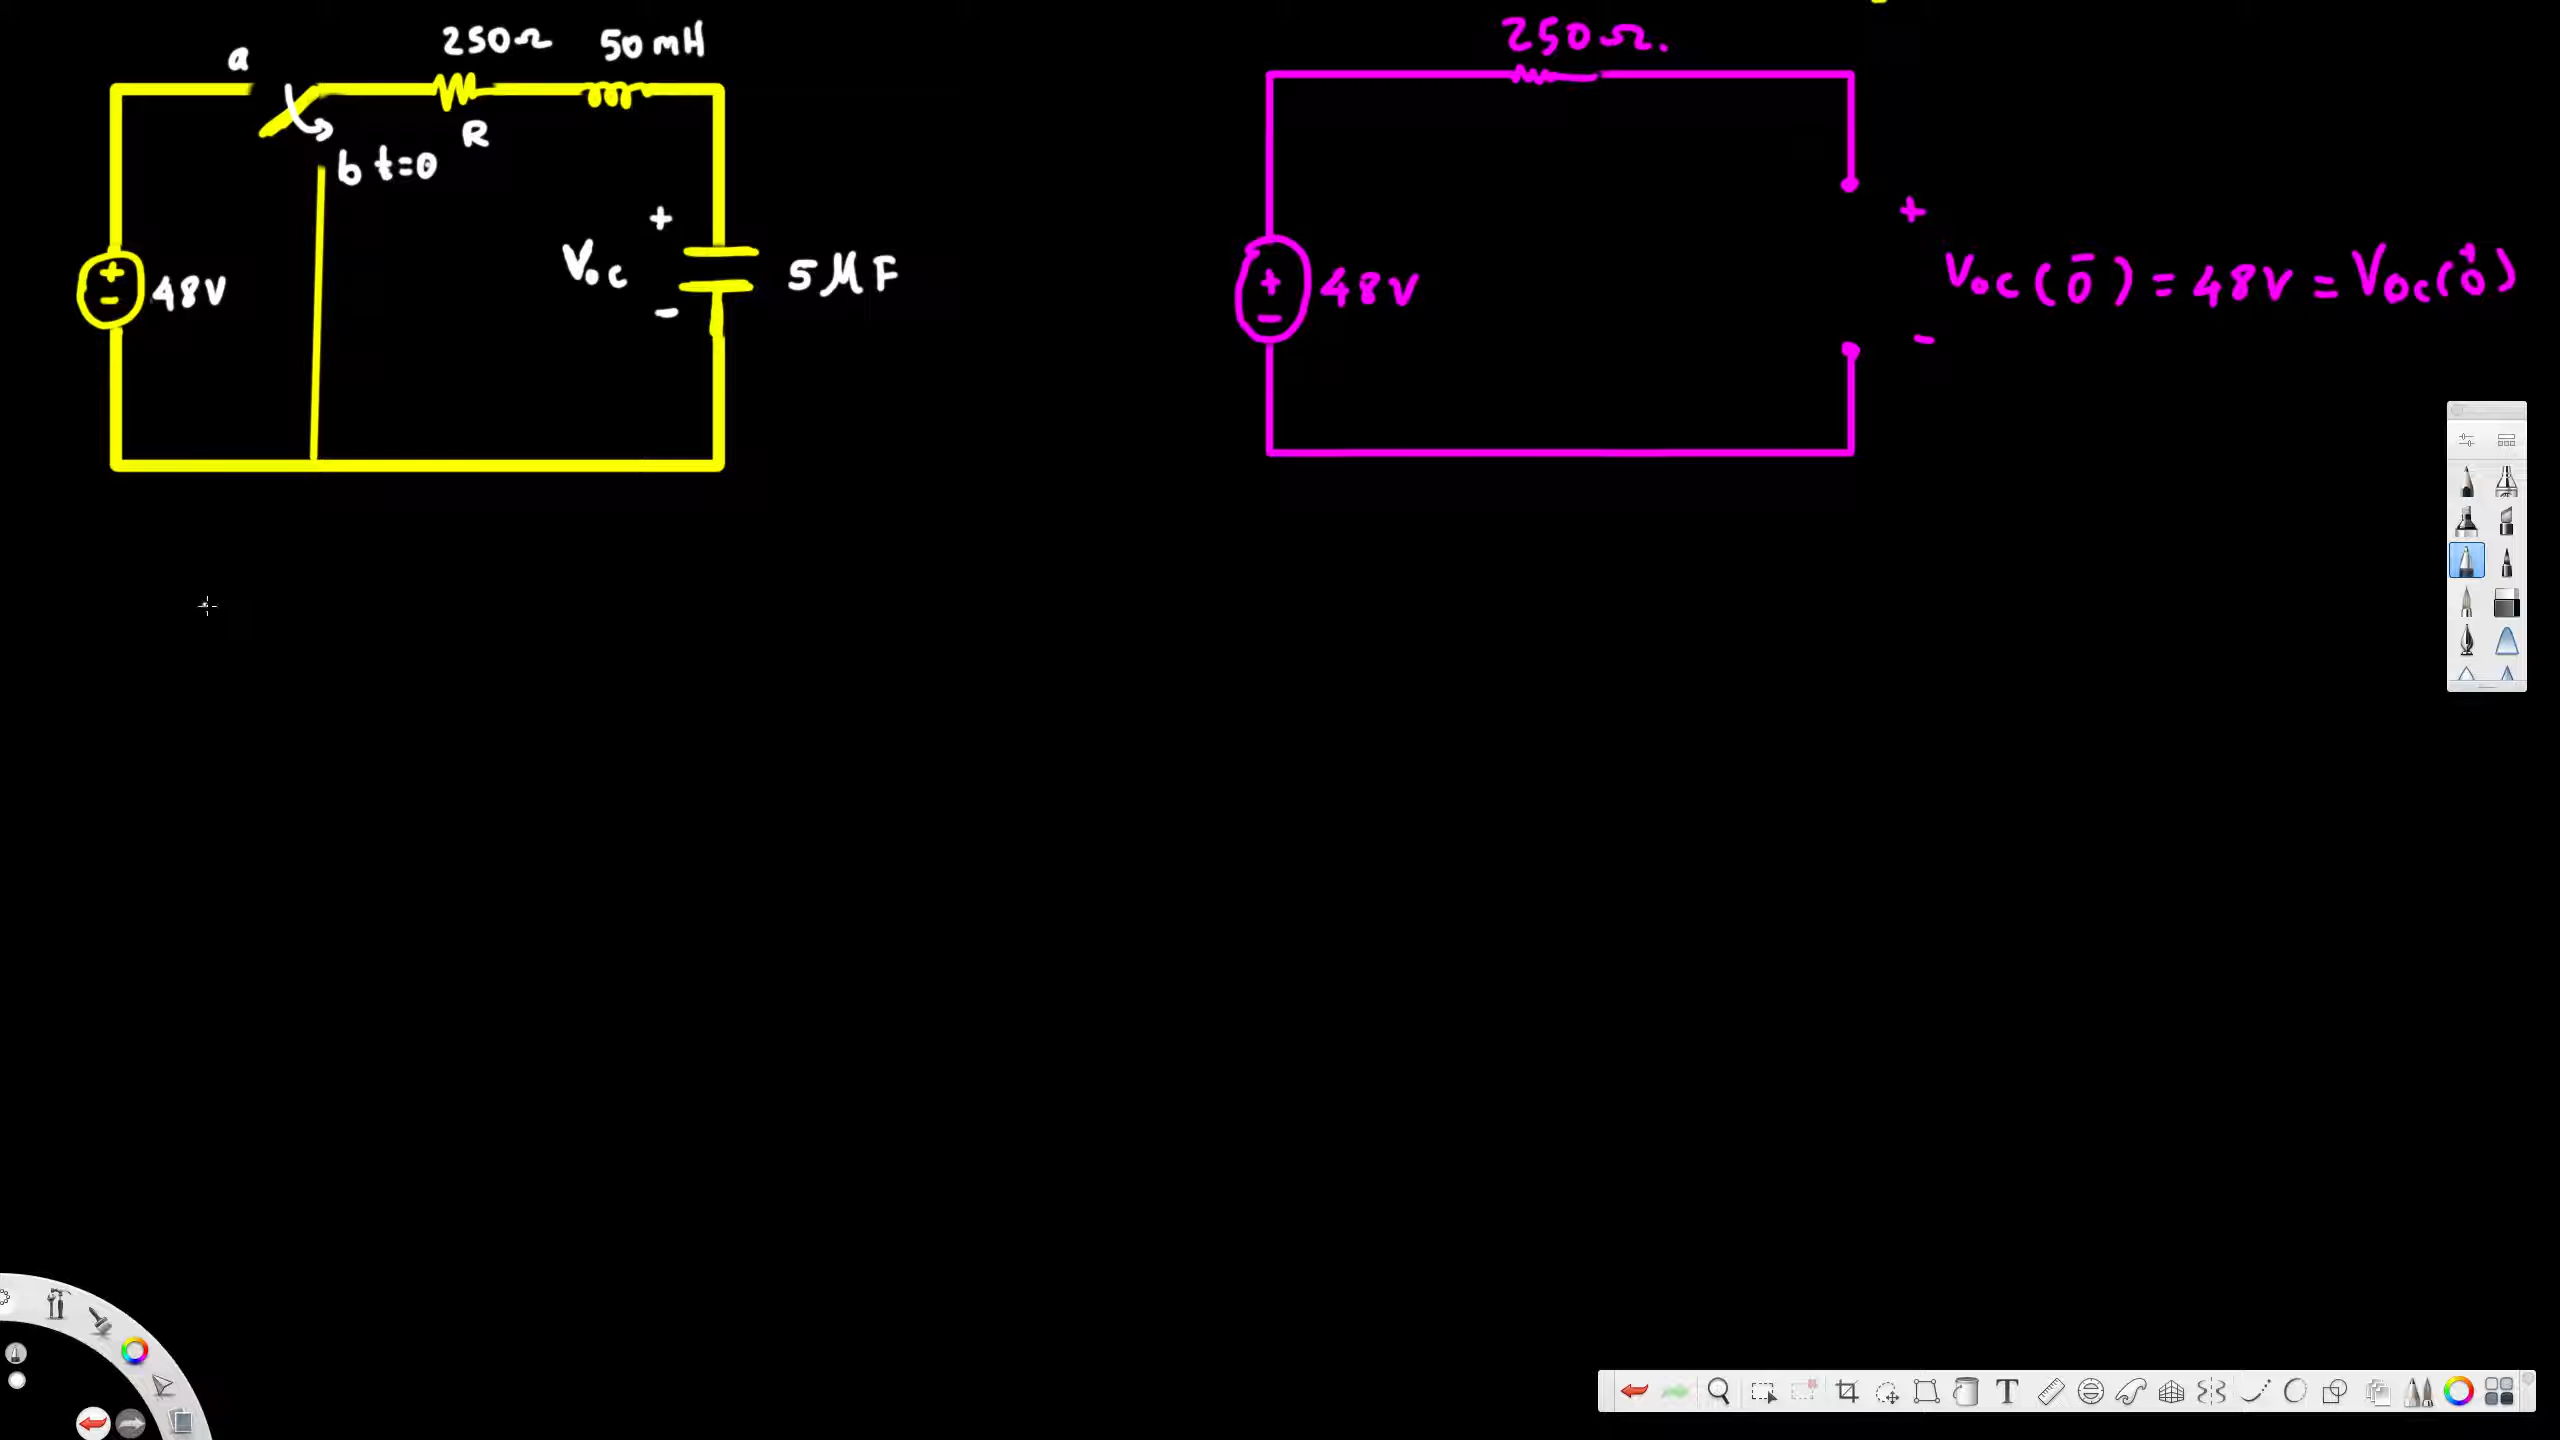 250Ω
50mH
a
R
b t=0
+
Voc
-
5μF
+
-
48V
250Ω.
+
-
48V
+
Voc(0̄) = 48V = Voc(0⁺)
-